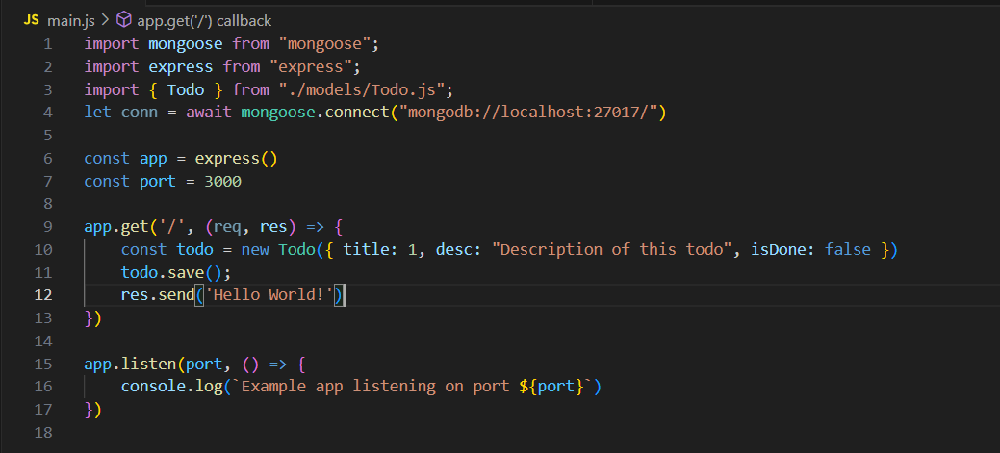 JS main.js > app.get('/') callback
1 import mongoose from "mongoose";
2 import express from "express";
3 import { Todo } from "./models/Todo.js";
4 let conn = await mongoose.connect("mongodb://localhost:27017/")
5
6 const app = express()
7 const port = 3000
8
9 app.get('/', (req, res) => {
10     const todo = new Todo({ title: 1, desc: "Description of this todo", isDone: false })
11     todo.save();
12     res.send('Hello World!')
13 })
14
15 app.listen(port, () => {
16     console.log(`Example app listening on port ${port}`)
17 })
18